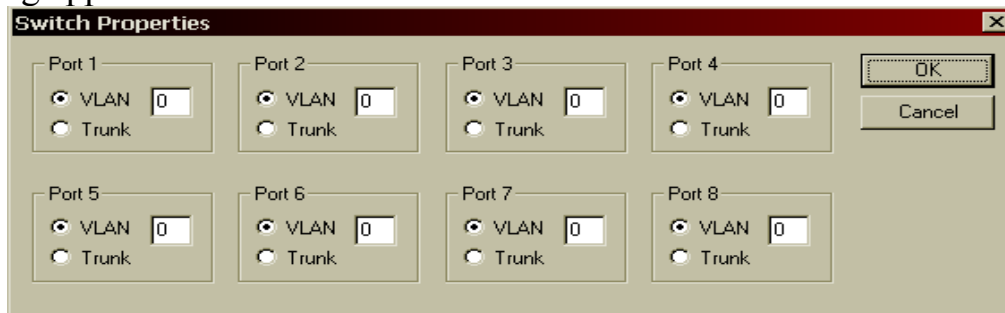 Switch Properties
Port 1 Port 2 Port 3 Port 4 OK
VLAN 0 VLAN 0 VLAN 0 VLAN 0
Trunk Trunk Trunk Trunk Cancel
Port 5 Port 6 Port 7 Port 8
VLAN 0 VLAN 0 VLAN 0 VLAN 0
Trunk Trunk Trunk Trunk